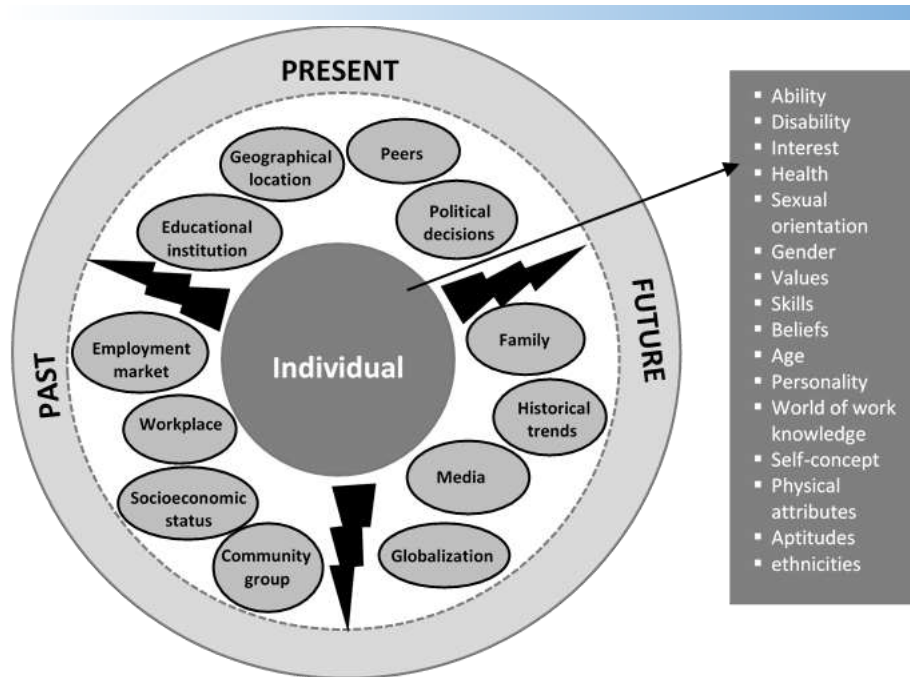 PRESENT
Peers
Geographical
location
Political
decisions
Educational
institution
FUTURE
PAST
Individual
Family
Employment
market
Historical
trends
Workplace
Media
Socioeconomic
status
Community
group
Globalization
▪ Ability
▪ Disability
▪ Interest
▪ Health
▪ Sexual
orientation
▪ Gender
▪ Values
▪ Skills
▪ Beliefs
▪ Age
▪ Personality
▪ World of work
knowledge
▪ Self-concept
▪ Physical
attributes
▪ Aptitudes
▪ ethnicities